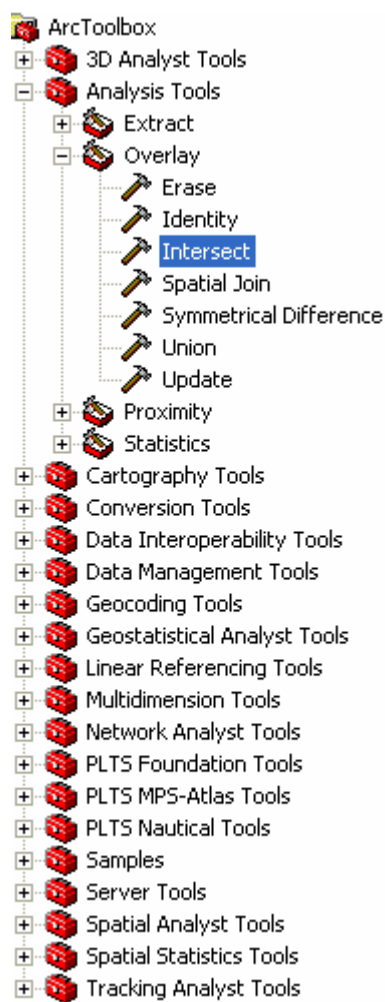 ArcToolbox
3D Analyst Tools
Analysis Tools
Extract
Overlay
Erase
Identity
Intersect
Spatial Join
Symmetrical Difference
Union
Update
Proximity
Statistics
Cartography Tools
Conversion Tools
Data Interoperability Tools
Data Management Tools
Geocoding Tools
Geostatistical Analyst Tools
Linear Referencing Tools
Multidimension Tools
Network Analyst Tools
PLTS Foundation Tools
PLTS MPS-Atlas Tools
PLTS Nautical Tools
Samples
Server Tools
Spatial Analyst Tools
Spatial Statistics Tools
Tracking Analyst Tools